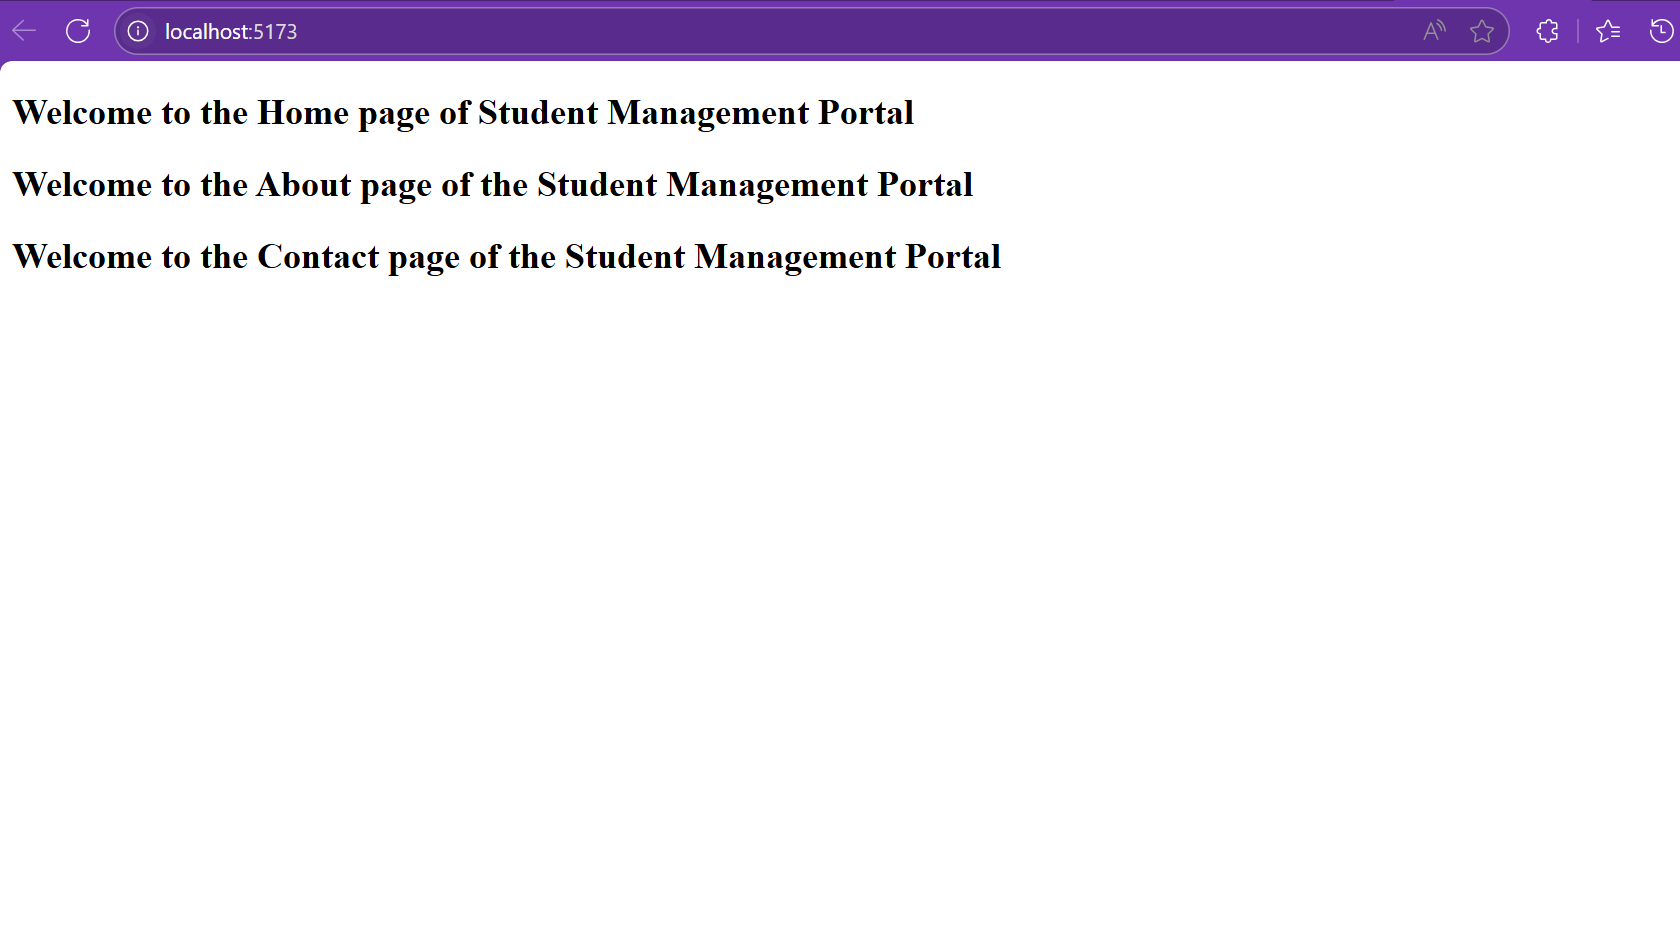 localhost:5173
Welcome to the Home page of Student Management Portal
Welcome to the About page of the Student Management Portal
Welcome to the Contact page of the Student Management Portal